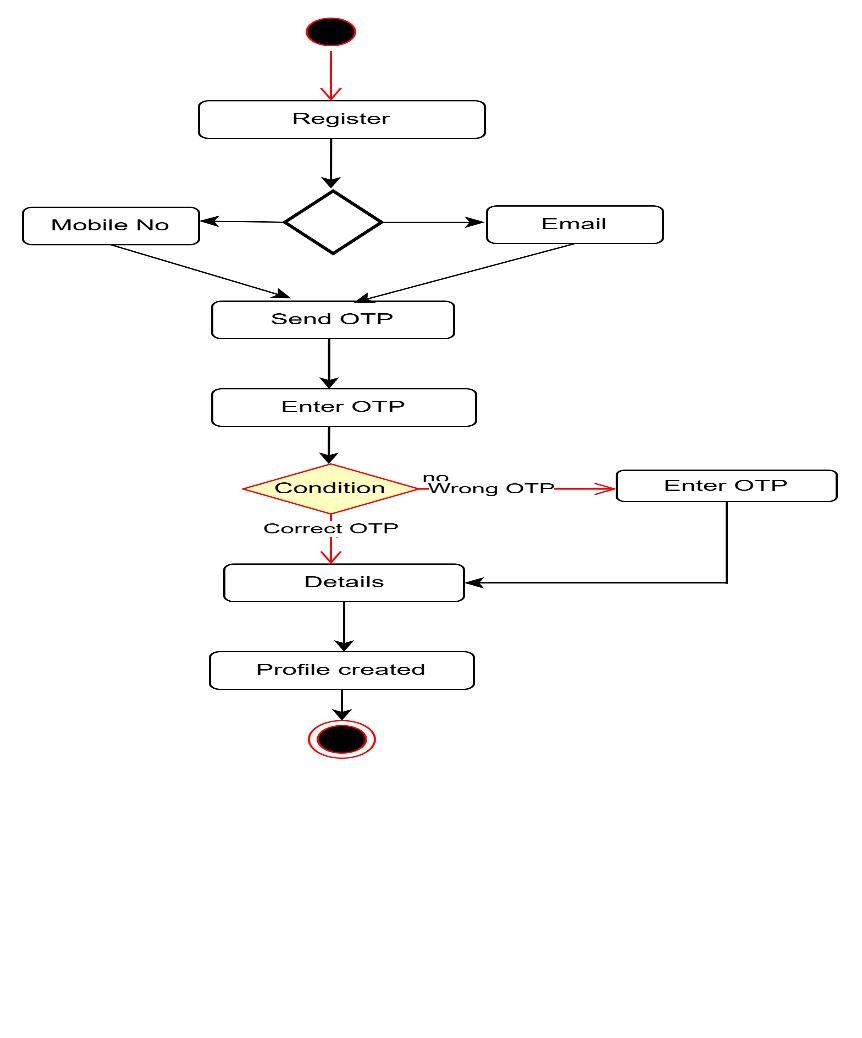 Register
Mobile No
Email
Send OTP
Enter OTP
Condition
no
Wrong OTP
Enter OTP
Correct OTP
Details
Profile created